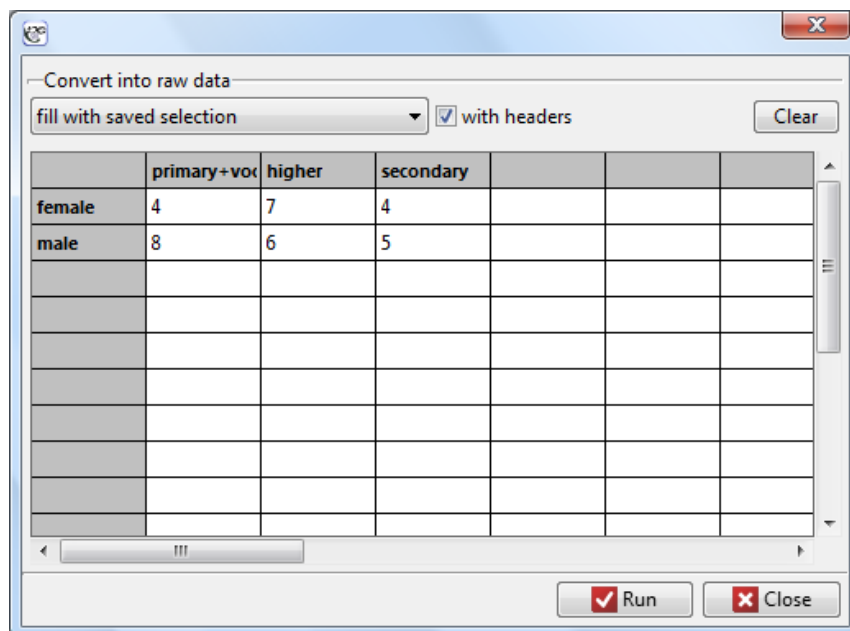 Convert into raw data
fill with saved selection with headers Clear
primary+voc higher secondary
female 4 7 4
male 8 6 5
Run Close